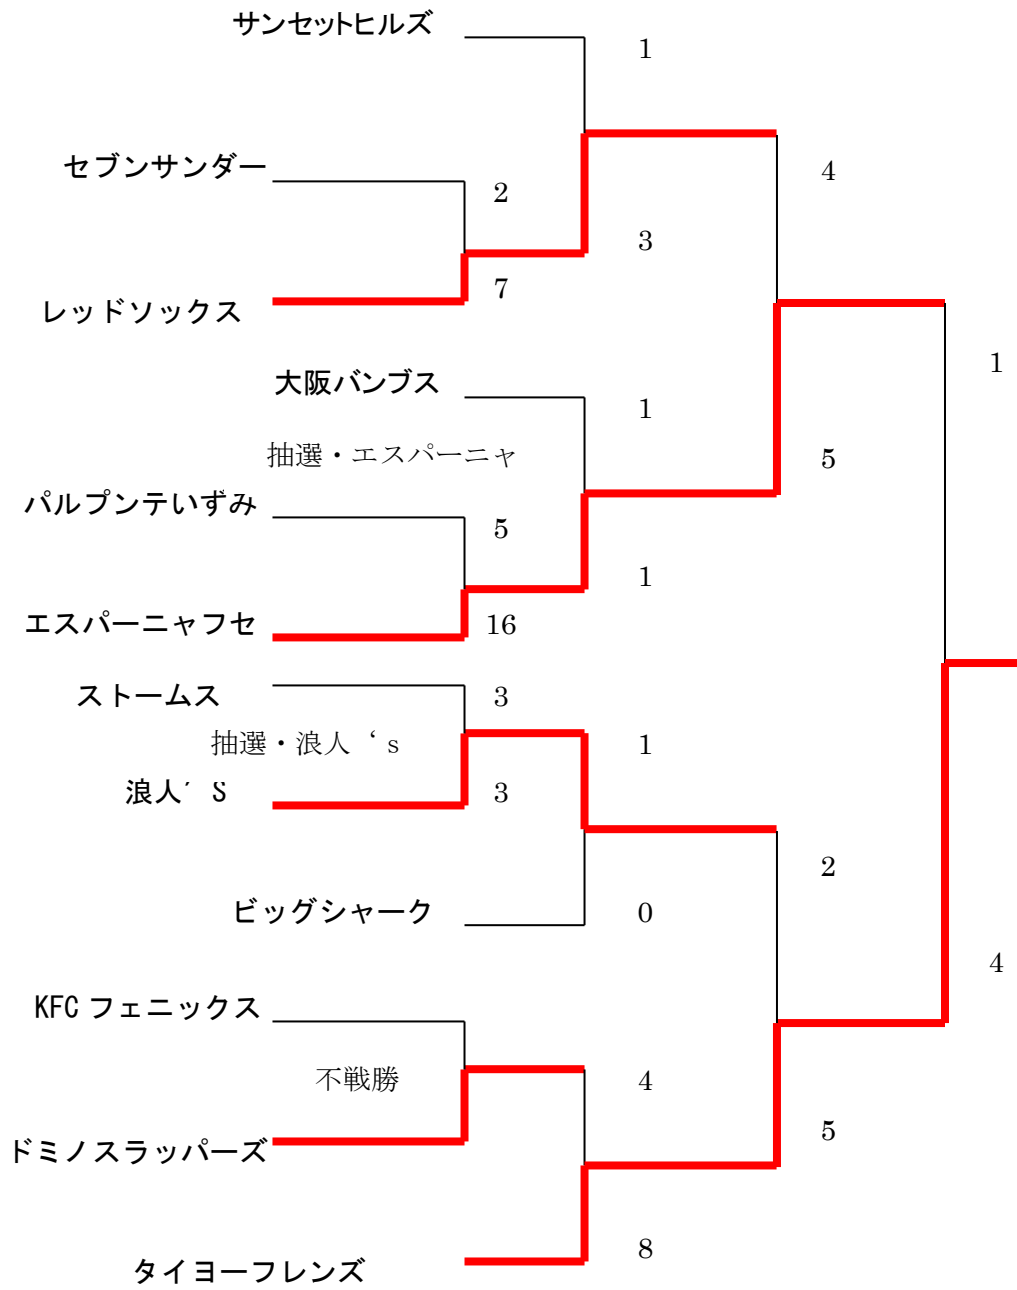 サンセットヒルズ
1
セブンサンダー
4
2
3
レッドソックス
7
1
大阪バンブス
1
抽選・エスパーニャ
5
パルプンテいずみ
5
1
エスパーニャフセ
16
ストームス
3
抽選・浪人‘s
1
浪人’S
3
2
ビッグシャーク
0
4
KFCフェニックス
不戦勝
4
5
ドミノスラッパーズ
8
タイヨーフレンズ